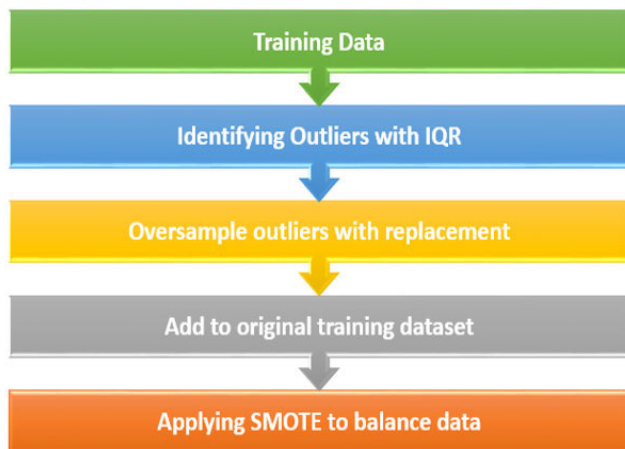 Training Data
Identifying Outliers with IQR
Oversample outliers with replacement
Add to original training dataset
Applying SMOTE to balance data